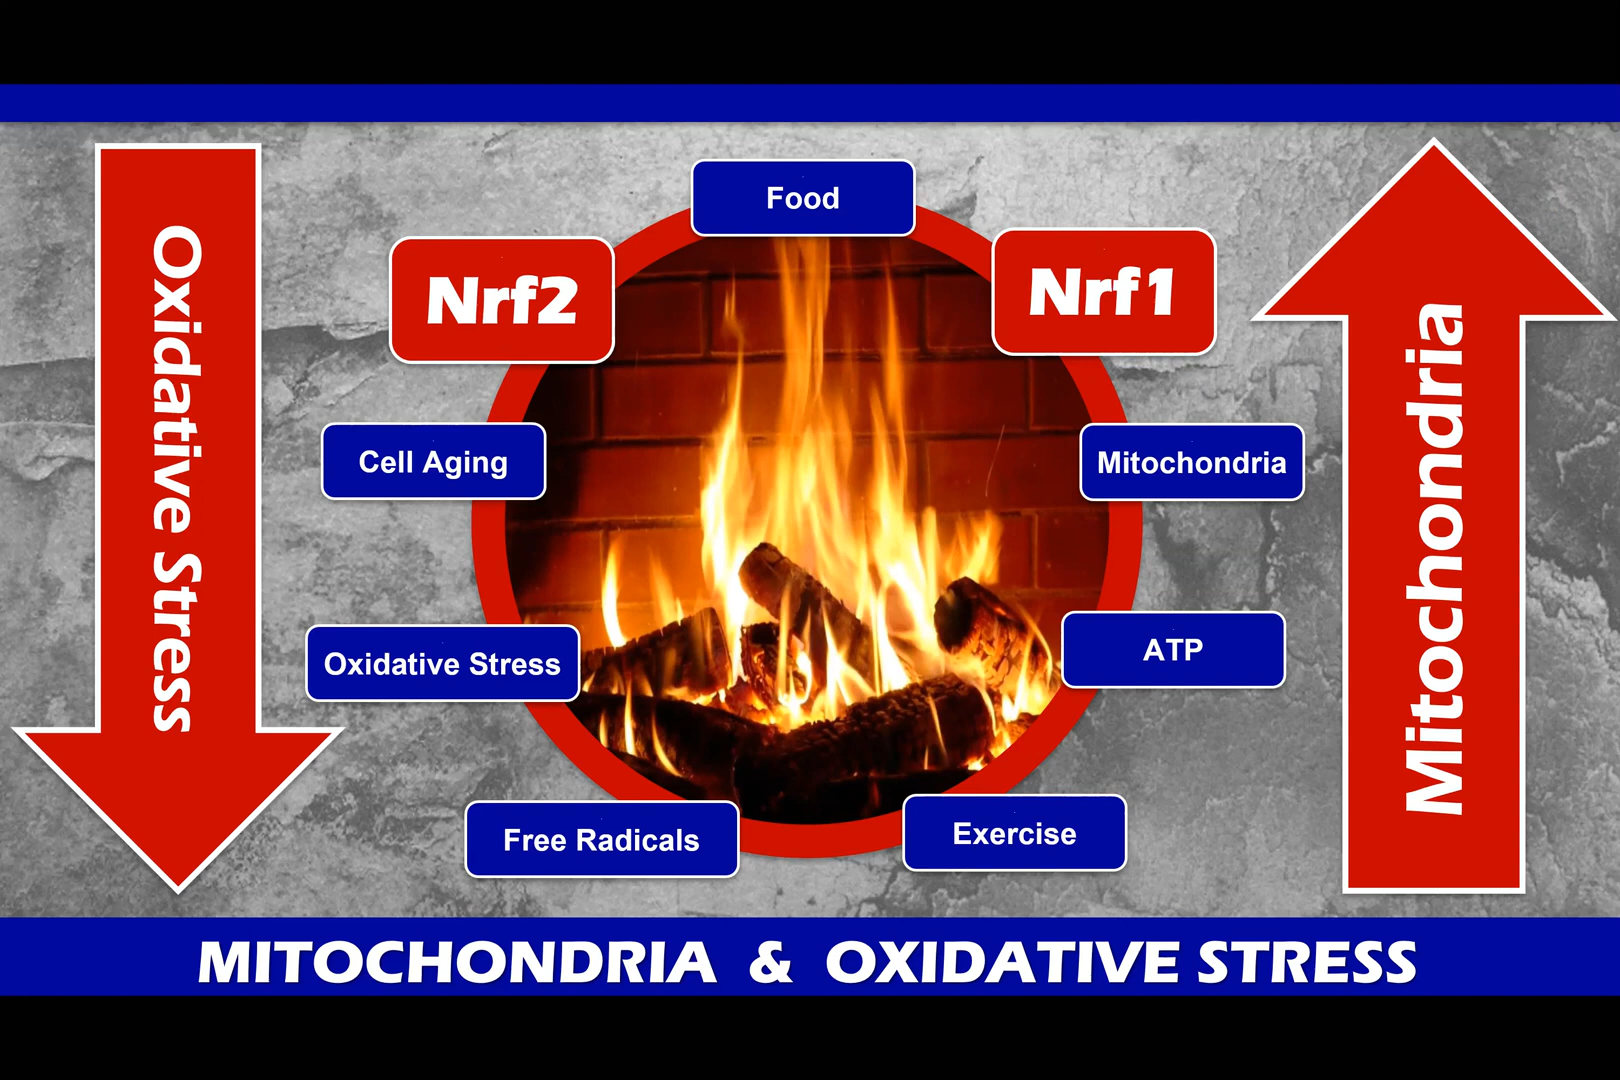 Food
Nrf2
Nrf1
Oxidative Stress
Cell Aging
Mitochondria
Mitochondria
Oxidative Stress
ATP
Free Radicals
Exercise
MITOCHONDRIA & OXIDATIVE STRESS